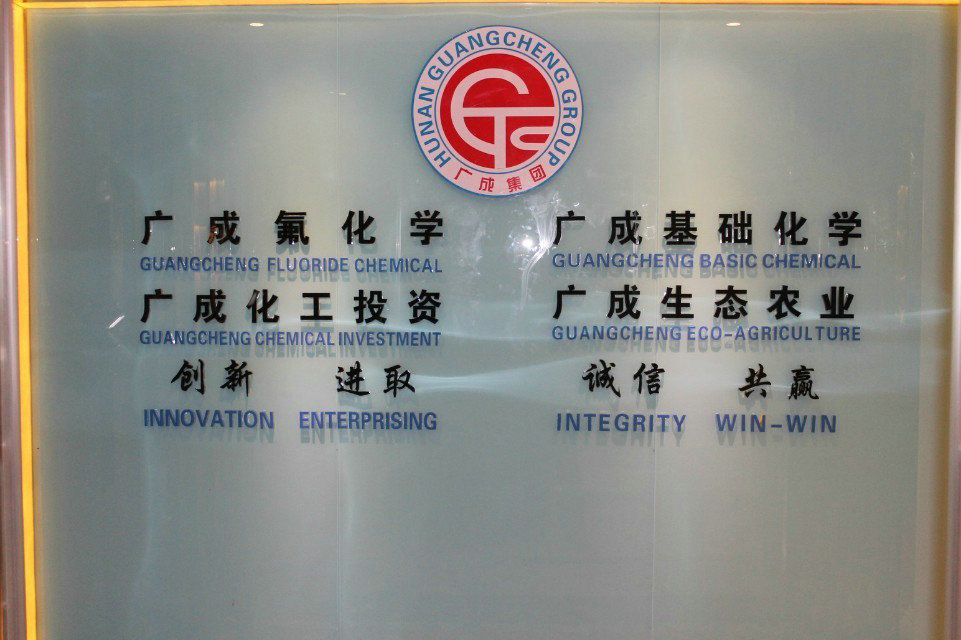 HUNAN GUANGCHENG GROUP
广成集团
广成氟化学 广成基础化学
GUANGCHENG FLUORIDE CHEMICAL GUANGCHENG BASIC CHEMICAL
广成化工投资 广成生态农业
GUANGCHENG CHEMICAL INVESTMENT GUANGCHENG ECO-AGRICULTURE
创新 进取 诚信 共赢
INNOVATION ENTERPRISING INTEGRITY WIN-WIN